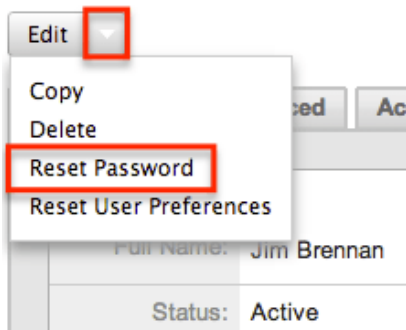 Edit
Copy
Delete
Reset Password
Reset User Preferences
Full Name: Jim Brennan
Status: Active